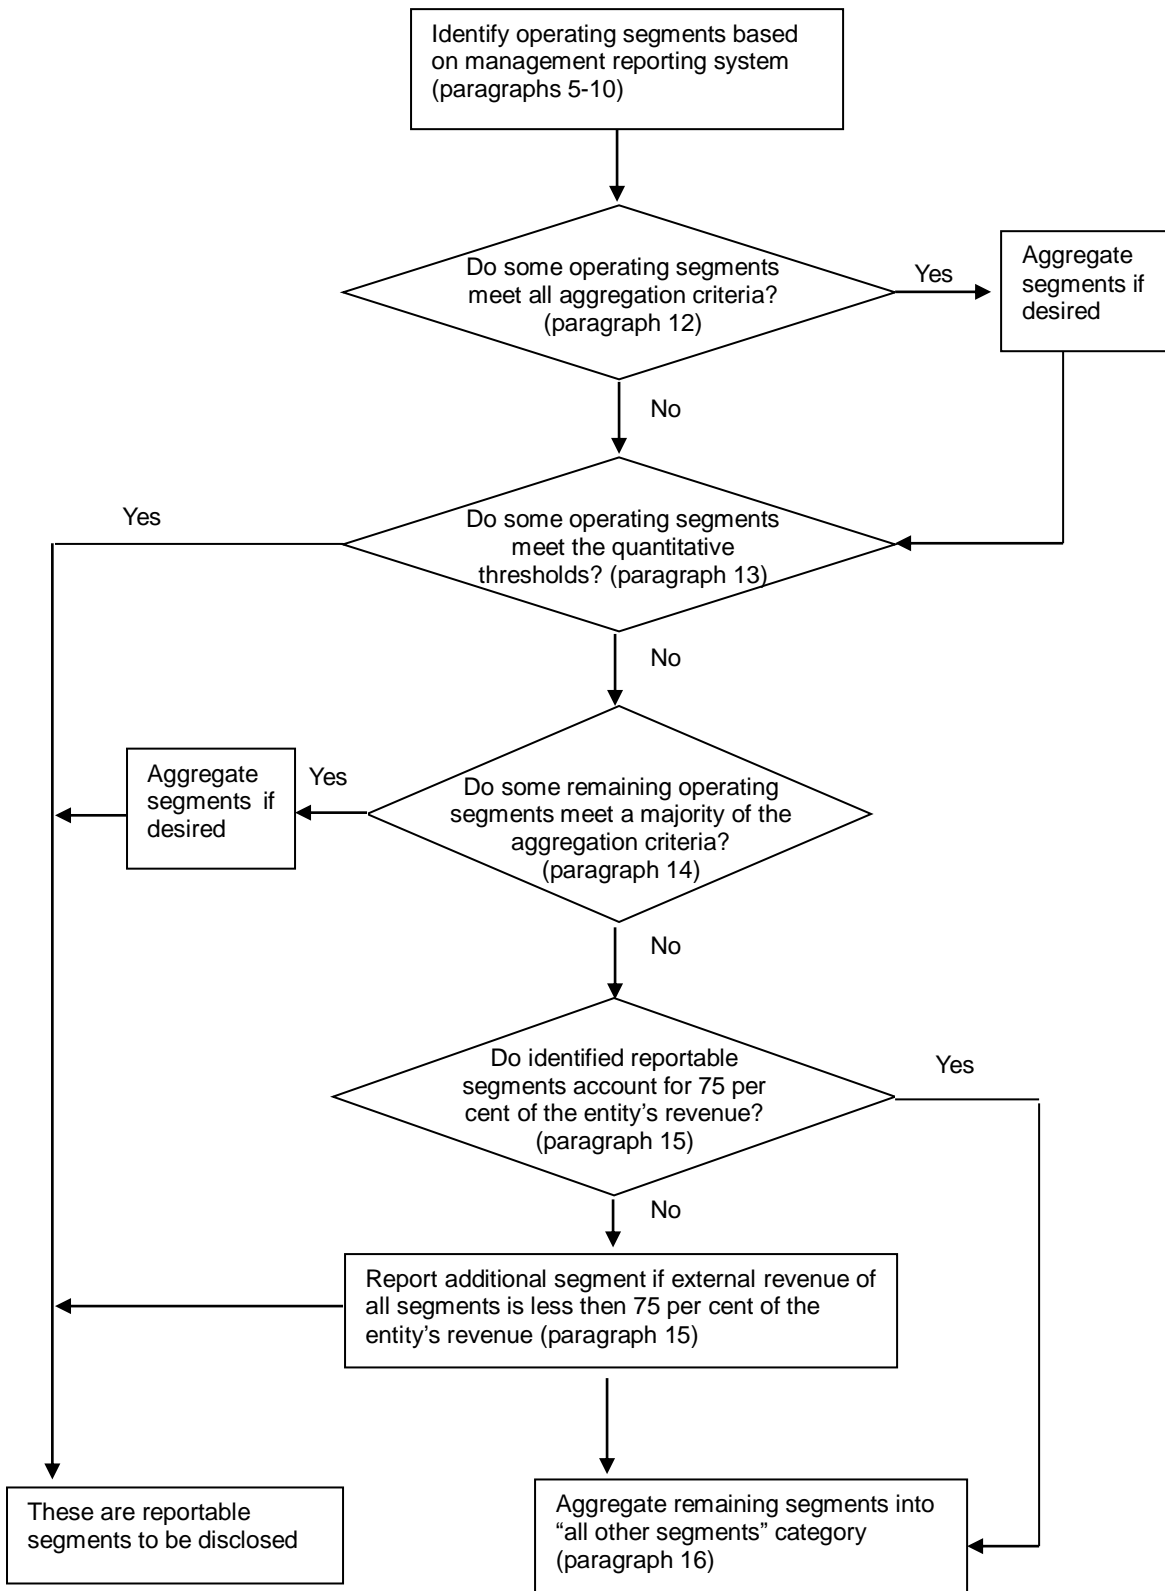 Identify operating segments based
on management reporting system
(paragraphs 5-10)
Do some operating segments
meet all aggregation criteria?
(paragraph 12)
Yes
Aggregate
segments if
desired
No
Yes
Do some operating segments
meet the quantitative
thresholds? (paragraph 13)
No
Aggregate
segments if
desired
Yes
Do some remaining operating
segments meet a majority of the
aggregation criteria?
(paragraph 14)
No
Do identified reportable
segments account for 75 per
cent of the entity’s revenue?
(paragraph 15)
Yes
No
Report additional segment if external revenue of
all segments is less then 75 per cent of the
entity’s revenue (paragraph 15)
These are reportable
segments to be disclosed
Aggregate remaining segments into
“all other segments” category
(paragraph 16)